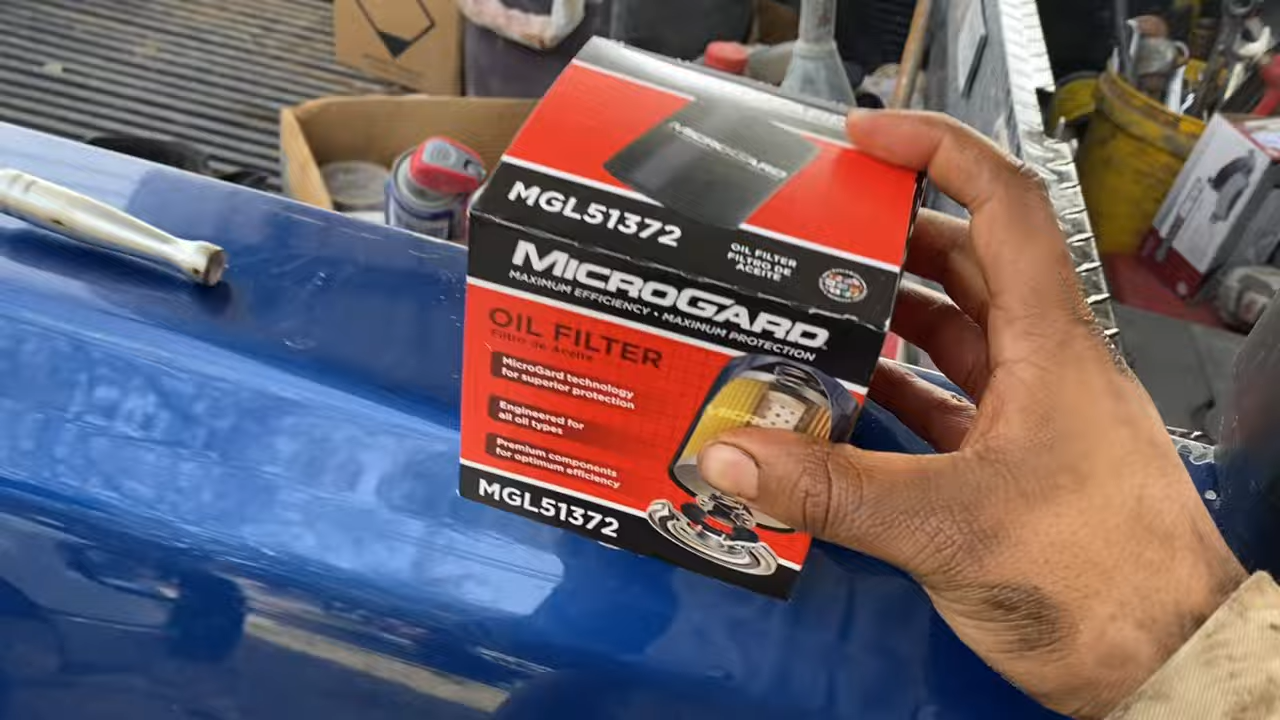 MICROGARD
MGL51372
OIL FILTER
FILTRO DE
ACEITE
MICROGARD
MAXIMUM EFFICIENCY • MAXIMUM PROTECTION
OIL FILTER
Filtro de Aceite
MicroGard technology
for superior protection
Engineered for
all oil types
Premium components
for optimum efficiency
MGL51372